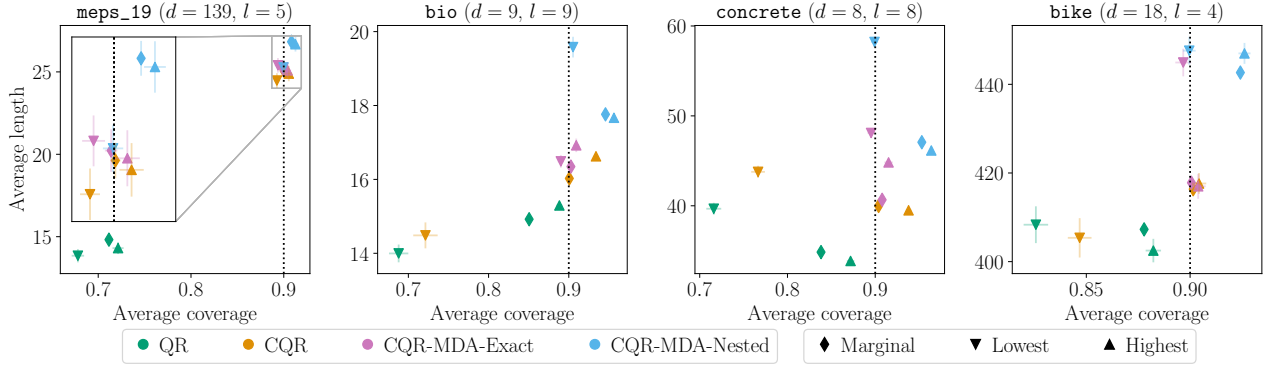 meps_19 (d = 139, l = 5)
bio (d = 9, l = 9)
concrete (d = 8, l = 8)
bike (d = 18, l = 4)
Average length
25
20
15
0.7
0.8
0.9
Average coverage
20
18
16
14
0.7
0.8
0.9
Average coverage
60
50
40
0.7
0.8
0.9
Average coverage
440
420
400
0.85
0.90
Average coverage
QR
CQR
CQR-MDA-Exact
CQR-MDA-Nested
Marginal
Lowest
Highest